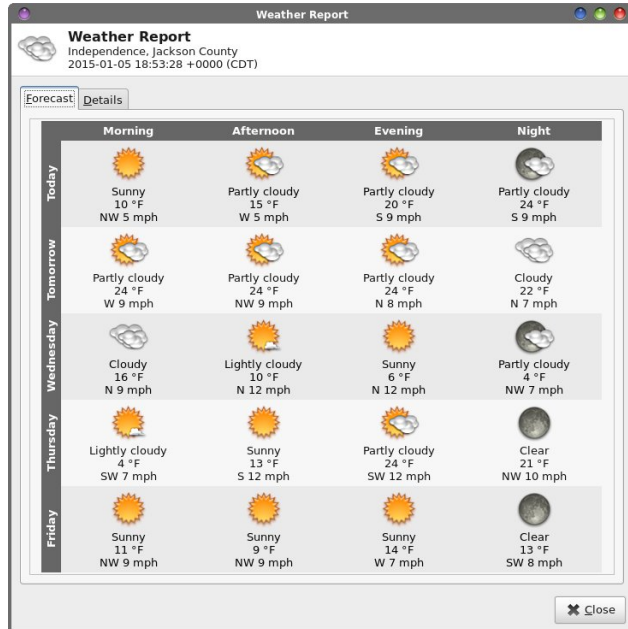 Weather Report
Weather Report
Independence, Jackson County
2015-01-05 18:53:28 +0000 (CDT)
Forecast Details
Morning Afternoon Evening Night
Today
Sunny Partly cloudy Partly cloudy Partly cloudy
10 °F 15 °F 20 °F 24 °F
NW 5 mph W 5 mph S 9 mph S 9 mph
Tomorrow
Partly cloudy Partly cloudy Partly cloudy Cloudy
24 °F 24 °F 24 °F 22 °F
W 9 mph NW 9 mph N 8 mph N 7 mph
Wednesday
Cloudy Lightly cloudy Sunny Partly cloudy
16 °F 10 °F 6 °F 4 °F
N 9 mph N 12 mph N 12 mph NW 7 mph
Thursday
Lightly cloudy Sunny Partly cloudy Clear
4 °F 13 °F 24 °F 21 °F
SW 7 mph S 12 mph SW 12 mph NW 10 mph
Friday
Sunny Sunny Sunny Clear
11 °F 9 °F 14 °F 13 °F
NW 9 mph NW 9 mph W 7 mph SW 8 mph
Close